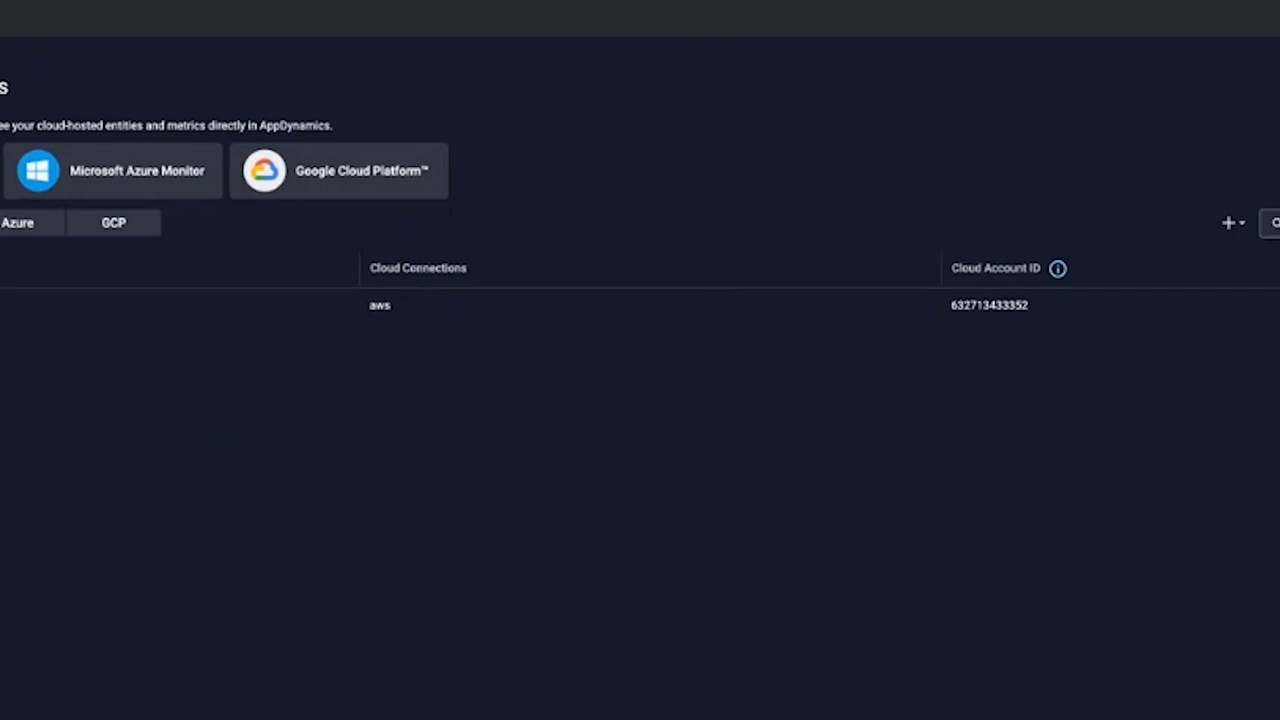 s
ee your cloud-hosted entities and metrics directly in AppDynamics.
Microsoft Azure Monitor
Google Cloud Platform™
Azure
GCP
Cloud Connections
Cloud Account ID
aws
632713433352